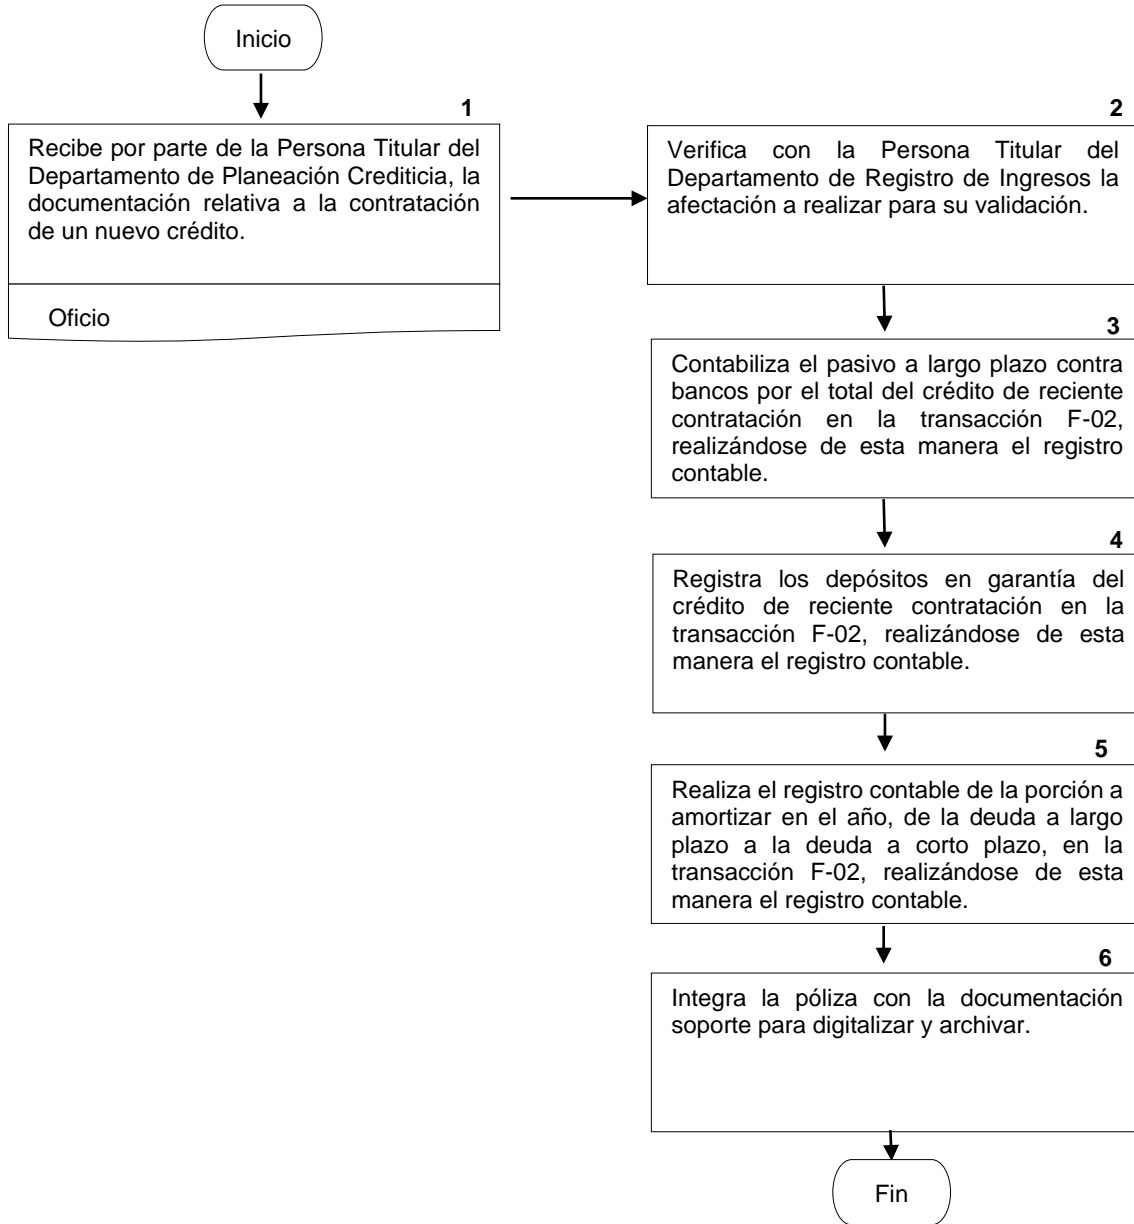 Inicio
1
Recibe por parte de la Persona Titular del
Departamento de Planeación Crediticia, la
documentación relativa a la contratación
de un nuevo crédito.
Oficio
2
Verifica con la Persona Titular del
Departamento de Registro de Ingresos la
afectación a realizar para su validación.
3
Contabiliza el pasivo a largo plazo contra
bancos por el total del crédito de reciente
contratación en la transacción F-02,
realizándose de esta manera el registro
contable.
4
Registra los depósitos en garantía del
crédito de reciente contratación en la
transacción F-02, realizándose de esta
manera el registro contable.
5
Realiza el registro contable de la porción a
amortizar en el año, de la deuda a largo
plazo a la deuda a corto plazo, en la
transacción F-02, realizándose de esta
manera el registro contable.
6
Integra la póliza con la documentación
soporte para digitalizar y archivar.
Fin